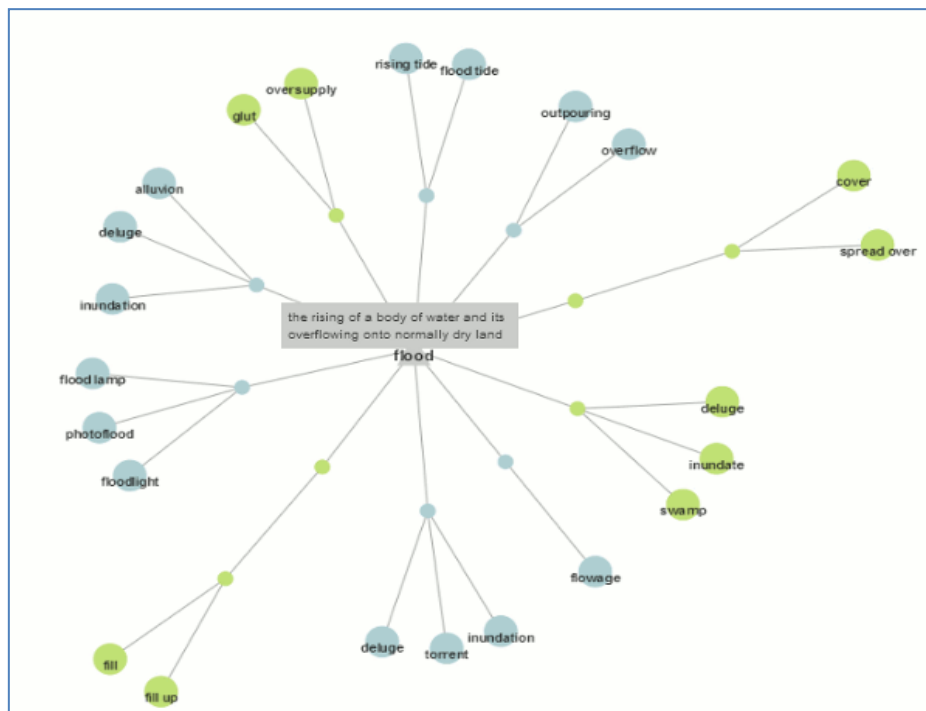 rising tide
flood tide
oversupply
glut
outpouring
overflow
cover
alluvion
deluge
spread over
inundation
the rising of a body of water and its
overflowing onto normally dry land
flood
flood lamp
deluge
photoflood
inundate
floodlight
swamp
flowage
deluge
torrent
inundation
fill
fill up